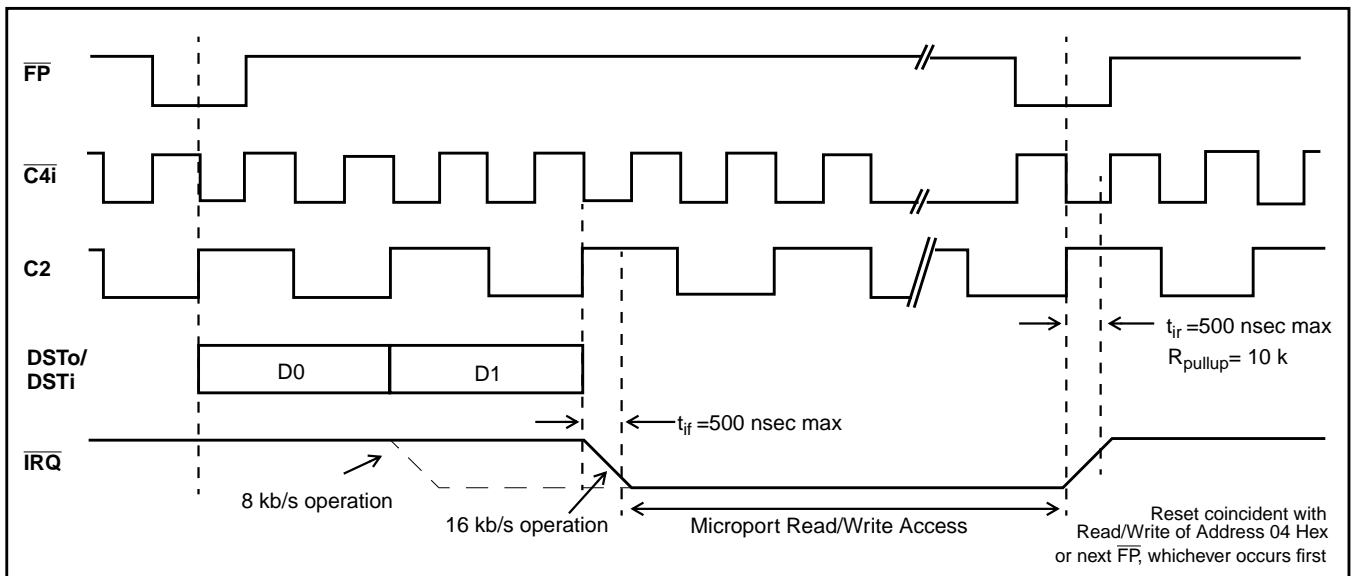 FP
C4i
C2
t_ir =500 nsec max
R_pullup= 10 k
DSTo/
DSTi
D0
D1
t_if =500 nsec max
IRQ
8 kb/s operation
16 kb/s operation
Microport Read/Write Access
Reset coincident with
Read/Write of Address 04 Hex
or next FP, whichever occurs first